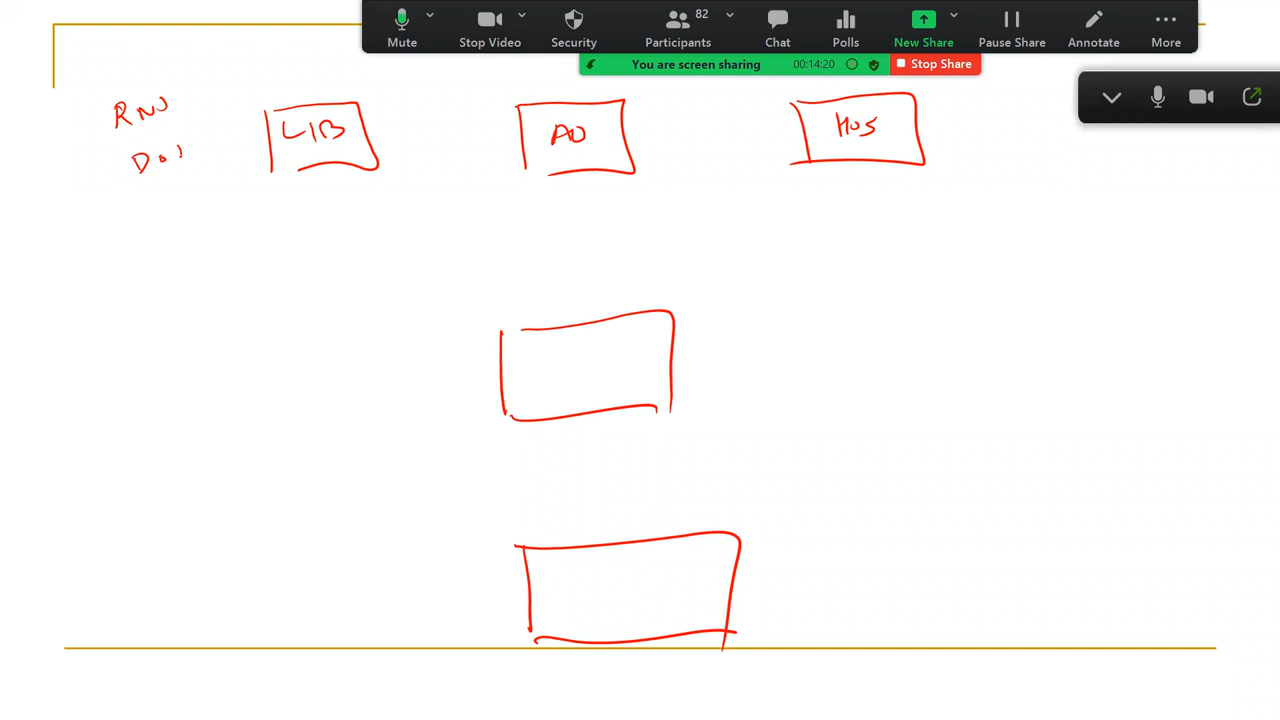 82
Mute Stop Video Security Participants Chat Polls New Share Pause Share Annotate More
You are screen sharing 00:14:20 Stop Share
R NO LIB AO HOS